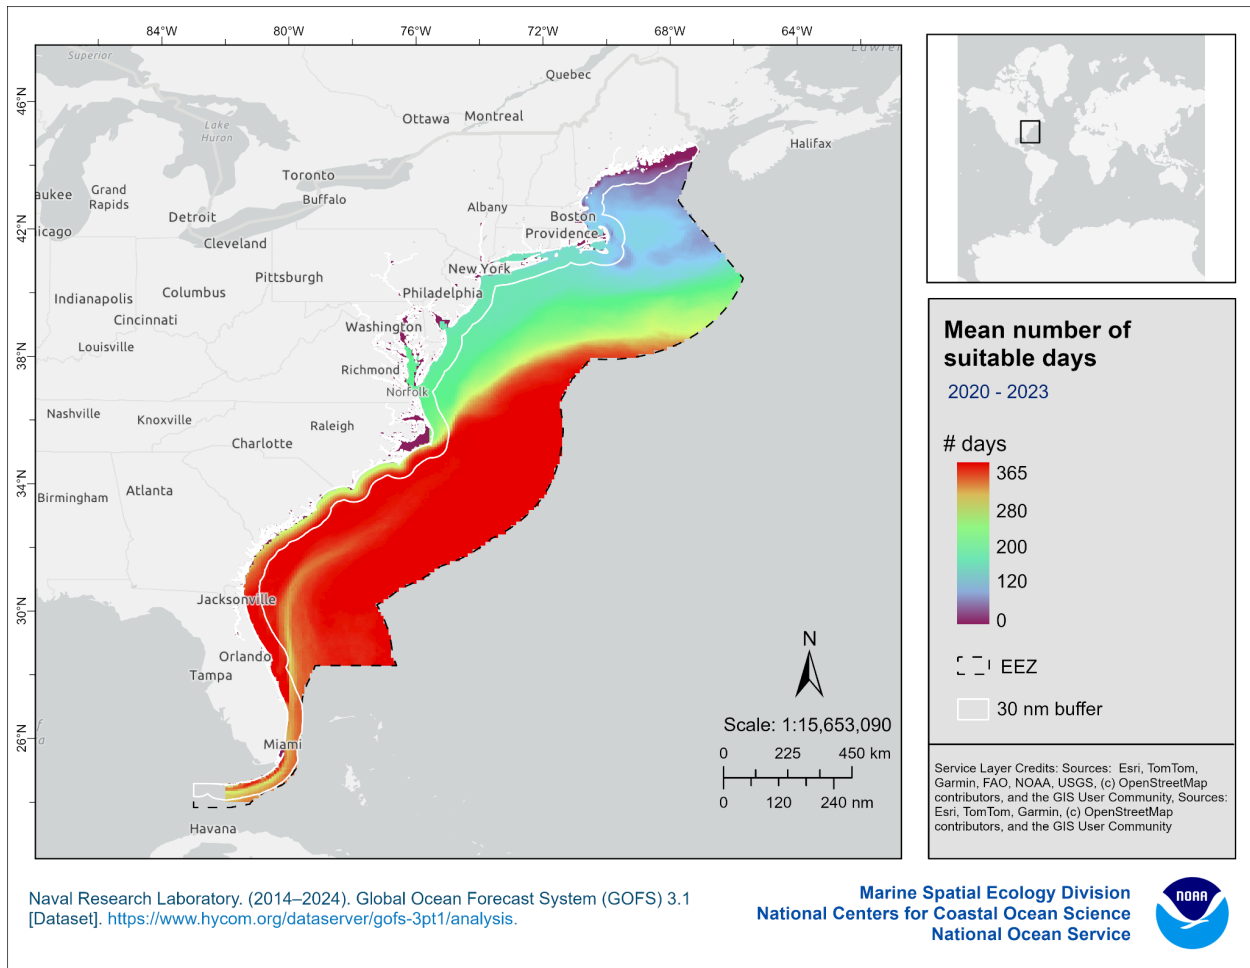 84°W 80°W 76°W 72°W 68°W 64°W
46°N
42°N
38°N
34°N
30°N
26°N
Superior
Lake
Huron
Quebec
Ottawa
Montreal
Halifax
Toronto
Buffalo
Albany
aukee
Grand
Rapids
Detroit
icago
Cleveland
Boston
Providence
New York
Pittsburgh
Philadelphia
Indianapolis
Columbus
Cincinnati
Washington
Louisville
Richmond
Norfolk
Nashville
Knoxville
Raleigh
Charlotte
Birmingham
Atlanta
Jacksonville
Orlando
Tampa
Miami
Havana
N
Scale: 1:15,653,090
0 225 450 km
0 120 240 nm
Mean number of
suitable days
2020 - 2023
# days
365
280
200
120
0
EEZ
30 nm buffer
Service Layer Credits: Sources: Esri, TomTom,
Garmin, FAO, NOAA, USGS, (c) OpenStreetMap
contributors, and the GIS User Community, Sources:
Esri, TomTom, Garmin, (c) OpenStreetMap
contributors, and the GIS User Community
Naval Research Laboratory. (2014–2024). Global Ocean Forecast System (GOFS) 3.1
[Dataset]. https://www.hycom.org/dataserver/gofs-3pt1/analysis.
Marine Spatial Ecology Division
National Centers for Coastal Ocean Science
National Ocean Service
NOAA